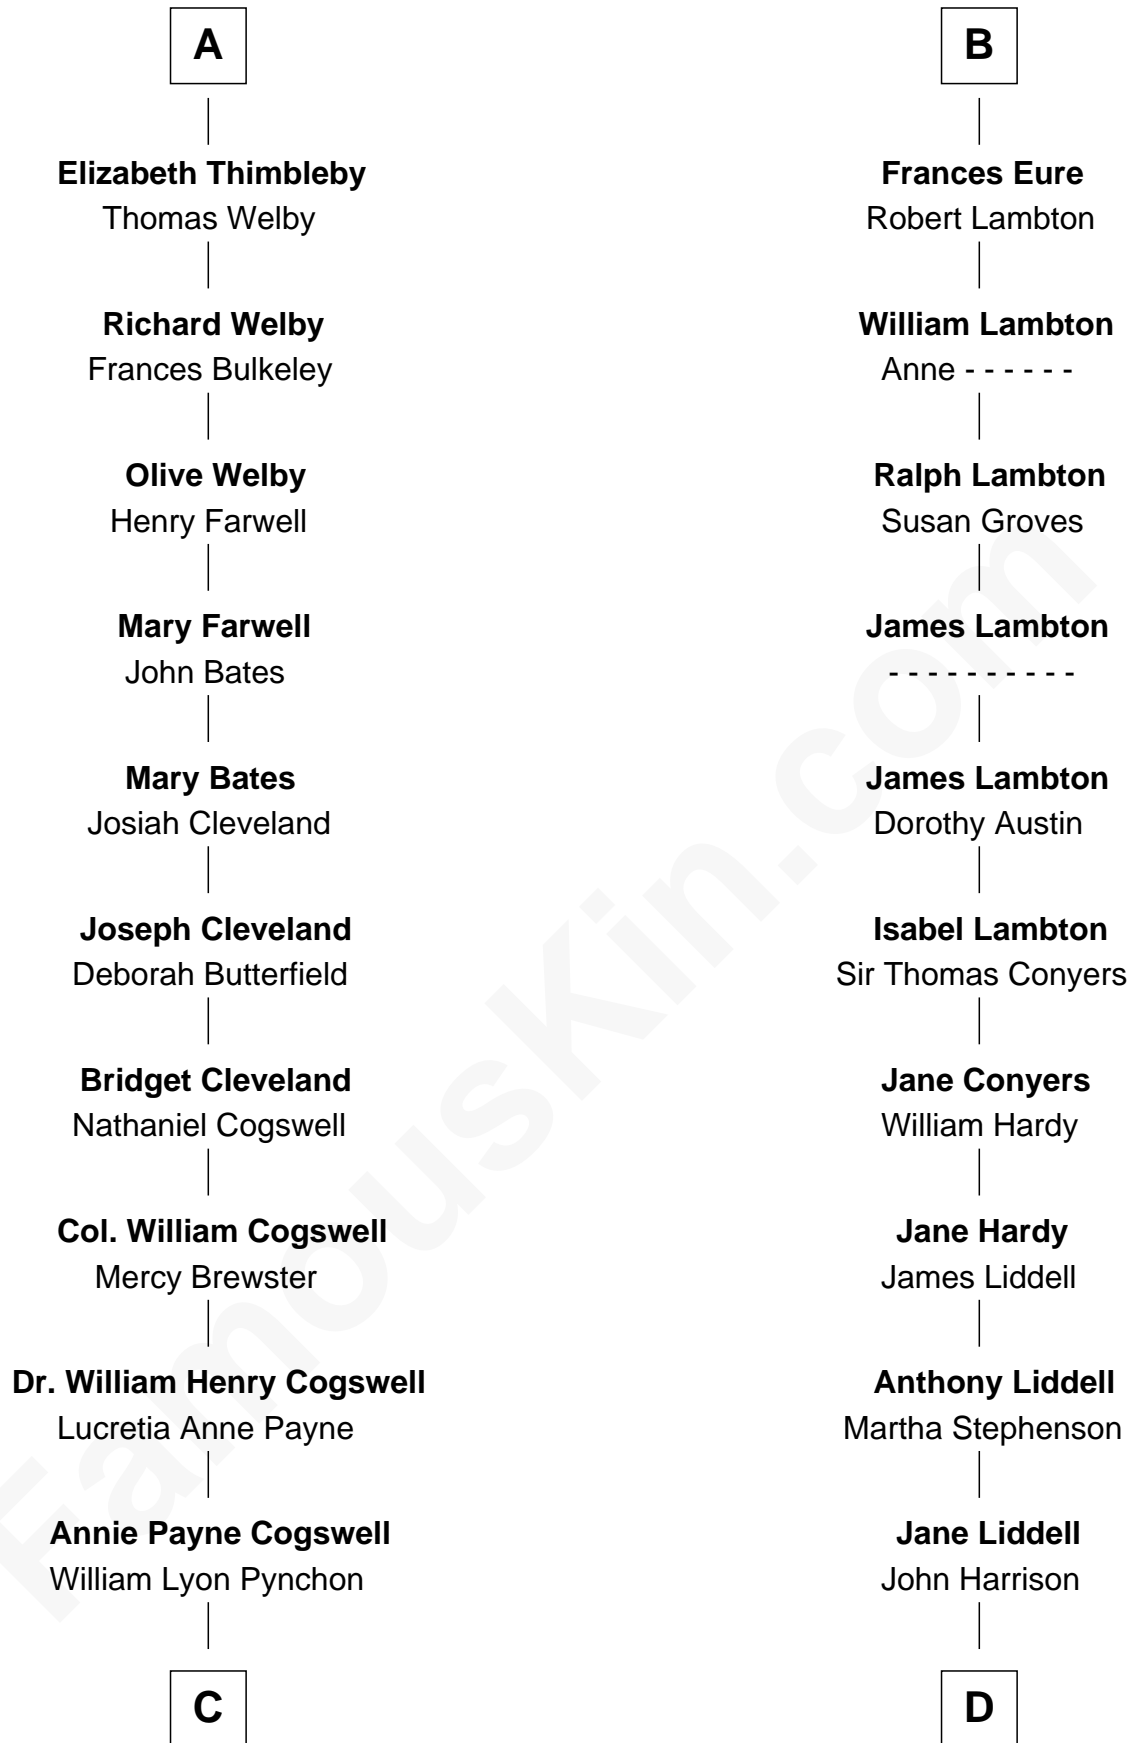 A
Elizabeth Thimbleby
Thomas Welby
Richard Welby
Frances Bulkeley
Olive Welby
Henry Farwell
Mary Farwell
John Bates
Mary Bates
Josiah Cleveland
Joseph Cleveland
Deborah Butterfield
Bridget Cleveland
Nathaniel Cogswell
Col. William Cogswell
Mercy Brewster
Dr. William Henry Cogswell
Lucretia Anne Payne
Annie Payne Cogswell
William Lyon Pynchon
C
B
Frances Eure
Robert Lambton
William Lambton
Anne - - - - - -
Ralph Lambton
Susan Groves
James Lambton
- - - - - - - - - -
James Lambton
Dorothy Austin
Isabel Lambton
Sir Thomas Conyers
Jane Conyers
William Hardy
Jane Hardy
James Liddell
Anthony Liddell
Martha Stephenson
Jane Liddell
John Harrison
D
FamousKin.com